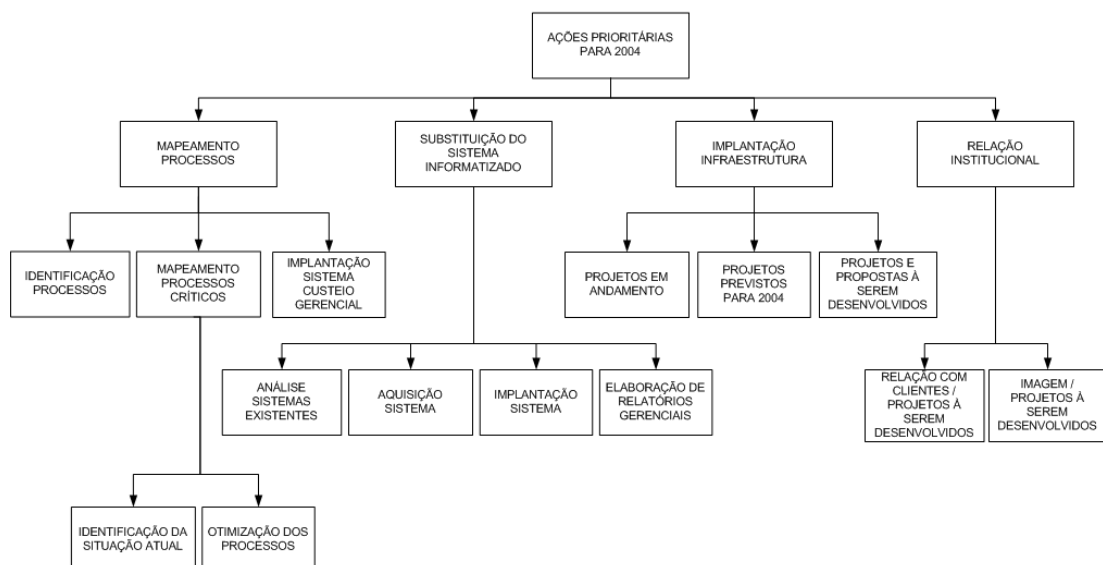 AÇÕES PRIORITÁRIAS
PARA 2004
MAPEAMENTO
PROCESSOS
SUBSTITUIÇÃO DO
SISTEMA
INFORMATIZADO
IMPLANTAÇÃO
INFRAESTRUTURA
RELAÇÃO
INSTITUCIONAL
IDENTIFICAÇÃO
PROCESSOS
MAPEAMENTO
PROCESSOS
CRÍTICOS
IMPLANTAÇÃO
SISTEMA
CUSTEIO
GERENCIAL
PROJETOS EM
ANDAMENTO
PROJETOS
PREVISTOS
PARA 2004
PROJETOS E
PROPOSTAS À
SEREM
DESENVOLVIDOS
ANÁLISE
SISTEMAS
EXISTENTES
AQUISIÇÃO
SISTEMA
IMPLANTAÇÃO
SISTEMA
ELABORAÇÃO DE
RELATÓRIOS
GERENCIAIS
RELAÇÃO COM
CLIENTES /
PROJETOS À
SEREM
DESENVOLVIDOS
IMAGEM /
PROJETOS À
SEREM
DESENVOLVIDOS
IDENTIFICAÇÃO DA
SITUAÇÃO ATUAL
OTIMIZAÇÃO DOS
PROCESSOS